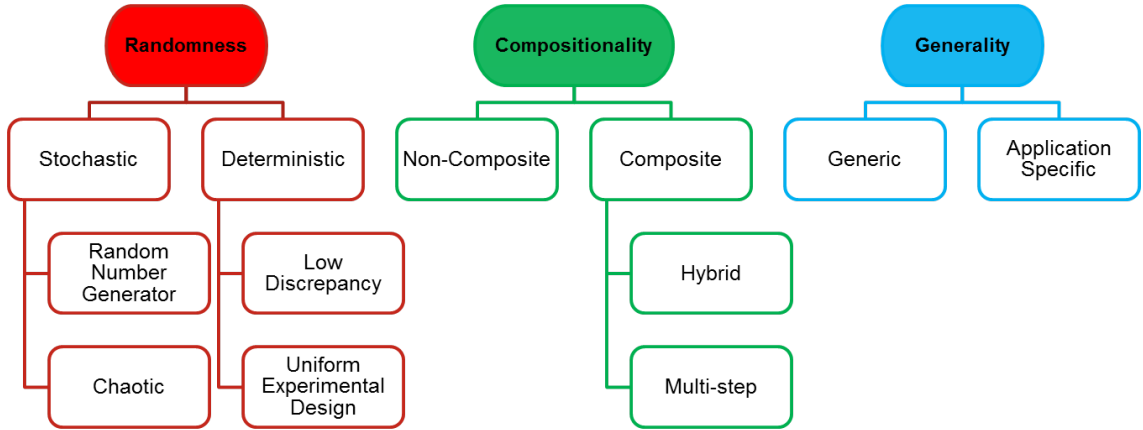 Randomness
Compositionality
Generality
Stochastic
Deterministic
Non-Composite
Composite
Generic
Application
Specific
Random
Number
Generator
Low
Discrepancy
Hybrid
Chaotic
Uniform
Experimental
Design
Multi-step